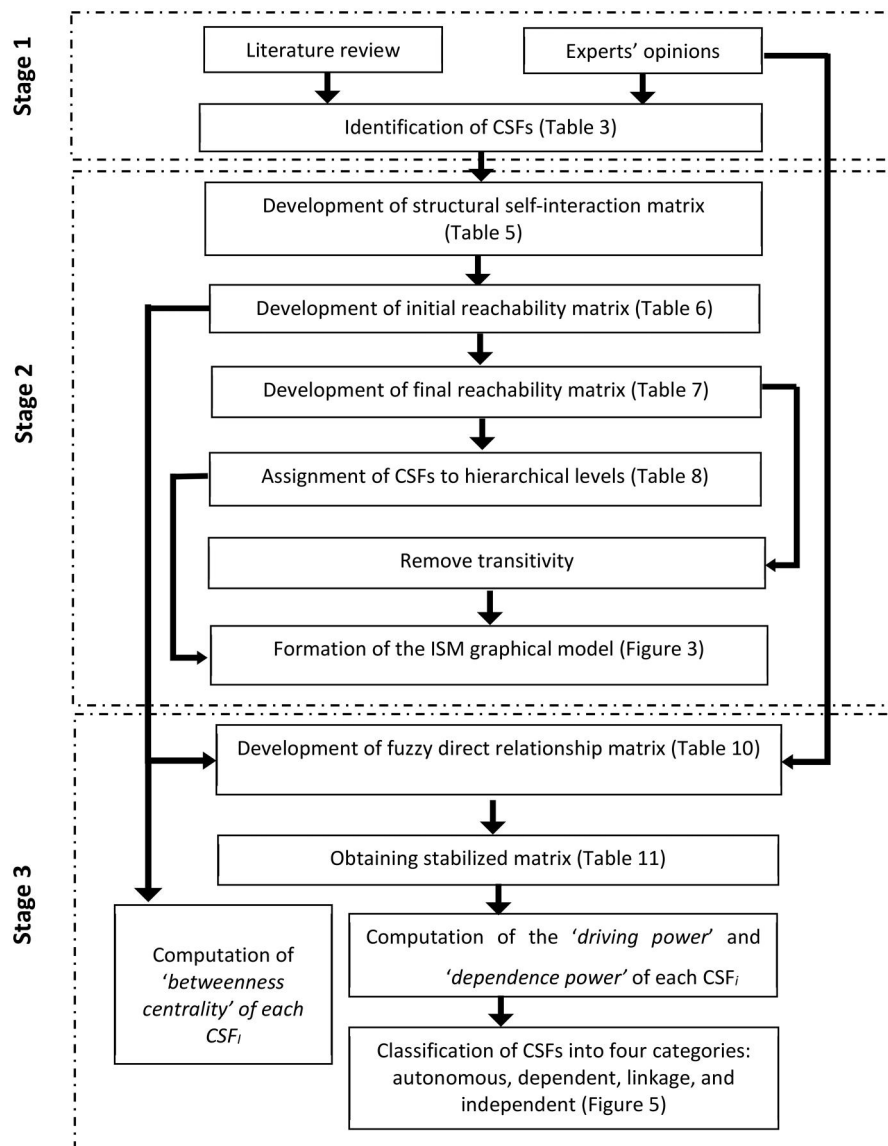 Stage 1
Literature review
Experts’ opinions
Identification of CSFs (Table 3)
Stage 2
Development of structural self-interaction matrix
(Table 5)
Development of initial reachability matrix (Table 6)
Development of final reachability matrix (Table 7)
Assignment of CSFs to hierarchical levels (Table 8)
Remove transitivity
Formation of the ISM graphical model (Figure 3)
Stage 3
Development of fuzzy direct relationship matrix (Table 10)
Obtaining stabilized matrix (Table 11)
Computation of
‘betweenness
centrality’ of each
CSFI
Computation of the ‘driving power’ and
‘dependence power’ of each CSFi
Classification of CSFs into four categories:
autonomous, dependent, linkage, and
independent (Figure 5)